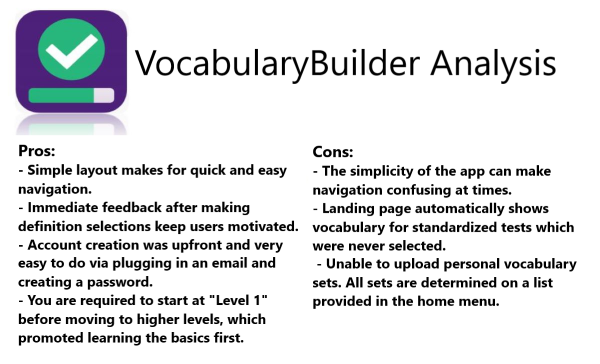 VocabularyBuilder Analysis
Pros:
- Simple layout makes for quick and easy
navigation.
- Immediate feedback after making
definition selections keep users motivated.
- Account creation was upfront and very
easy to do via plugging in an email and
creating a password.
- You are required to start at "Level 1"
before moving to higher levels, which
promoted learning the basics first.
Cons:
- The simplicity of the app can make
navigation confusing at times.
- Landing page automatically shows
vocabulary for standardized tests which
were never selected.
- Unable to upload personal vocabulary
sets. All sets are determined on a list
provided in the home menu.